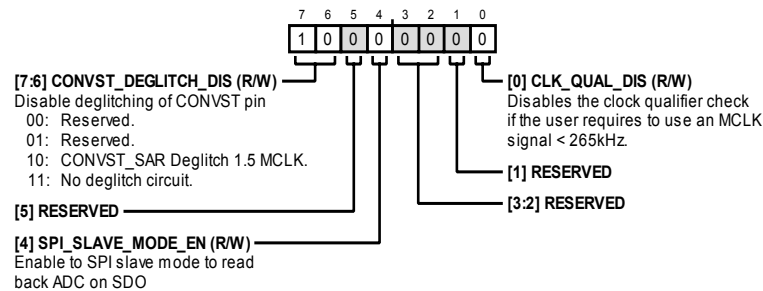 7 6 5 4 3 2 1 0
1 0 0 0 0 0 0 0
[7:6] CONVST_DEGLITCH_DIS (R/W)
Disable deglitching of CONVST pin
00: Reserved.
01: Reserved.
10: CONVST_SAR Deglitch 1.5 MCLK.
11: No deglitch circuit.
[5] RESERVED
[4] SPI_SLAVE_MODE_EN (R/W)
Enable to SPI slave mode to read
back ADC on SDO
[0] CLK_QUAL_DIS (R/W)
Disables the clock qualifier check
if the user requires to use an MCLK
signal < 265kHz.
[1] RESERVED
[3:2] RESERVED